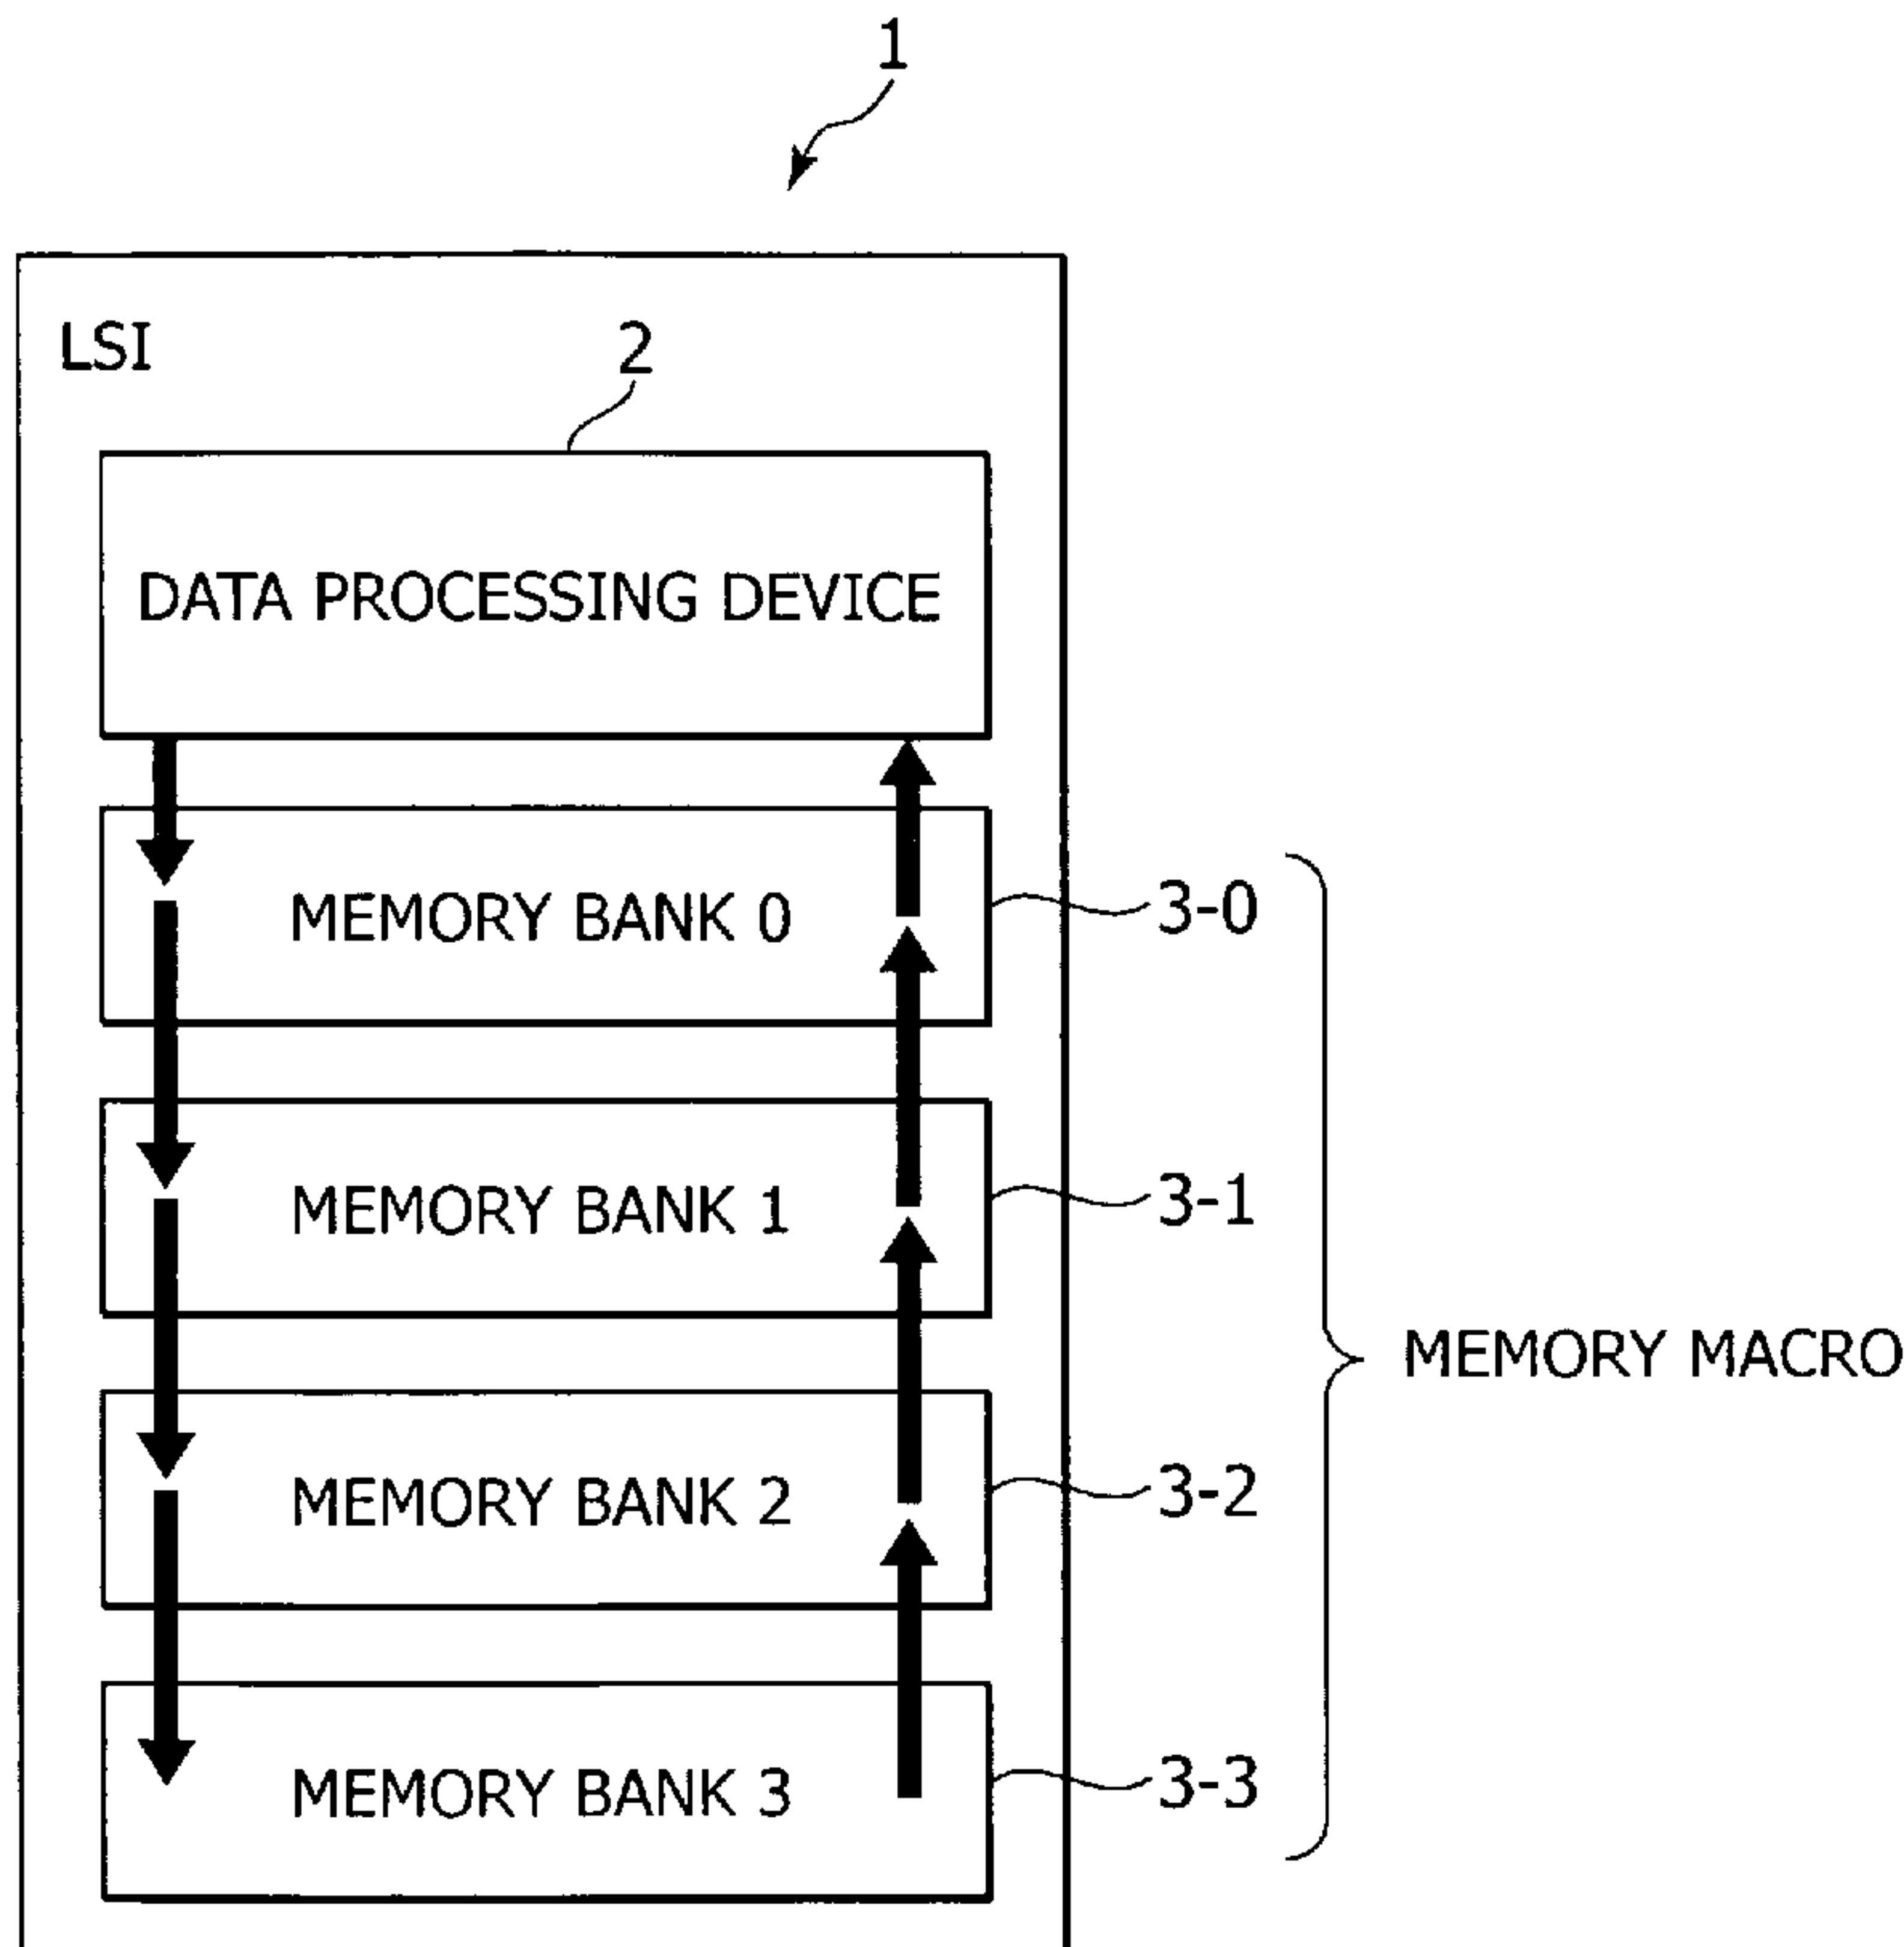 1
LSI
2
DATA PROCESSING DEVICE
MEMORY BANK 0
3-0
MEMORY BANK 1
3-1
MEMORY MACRO
MEMORY BANK 2
3-2
MEMORY BANK 3
3-3